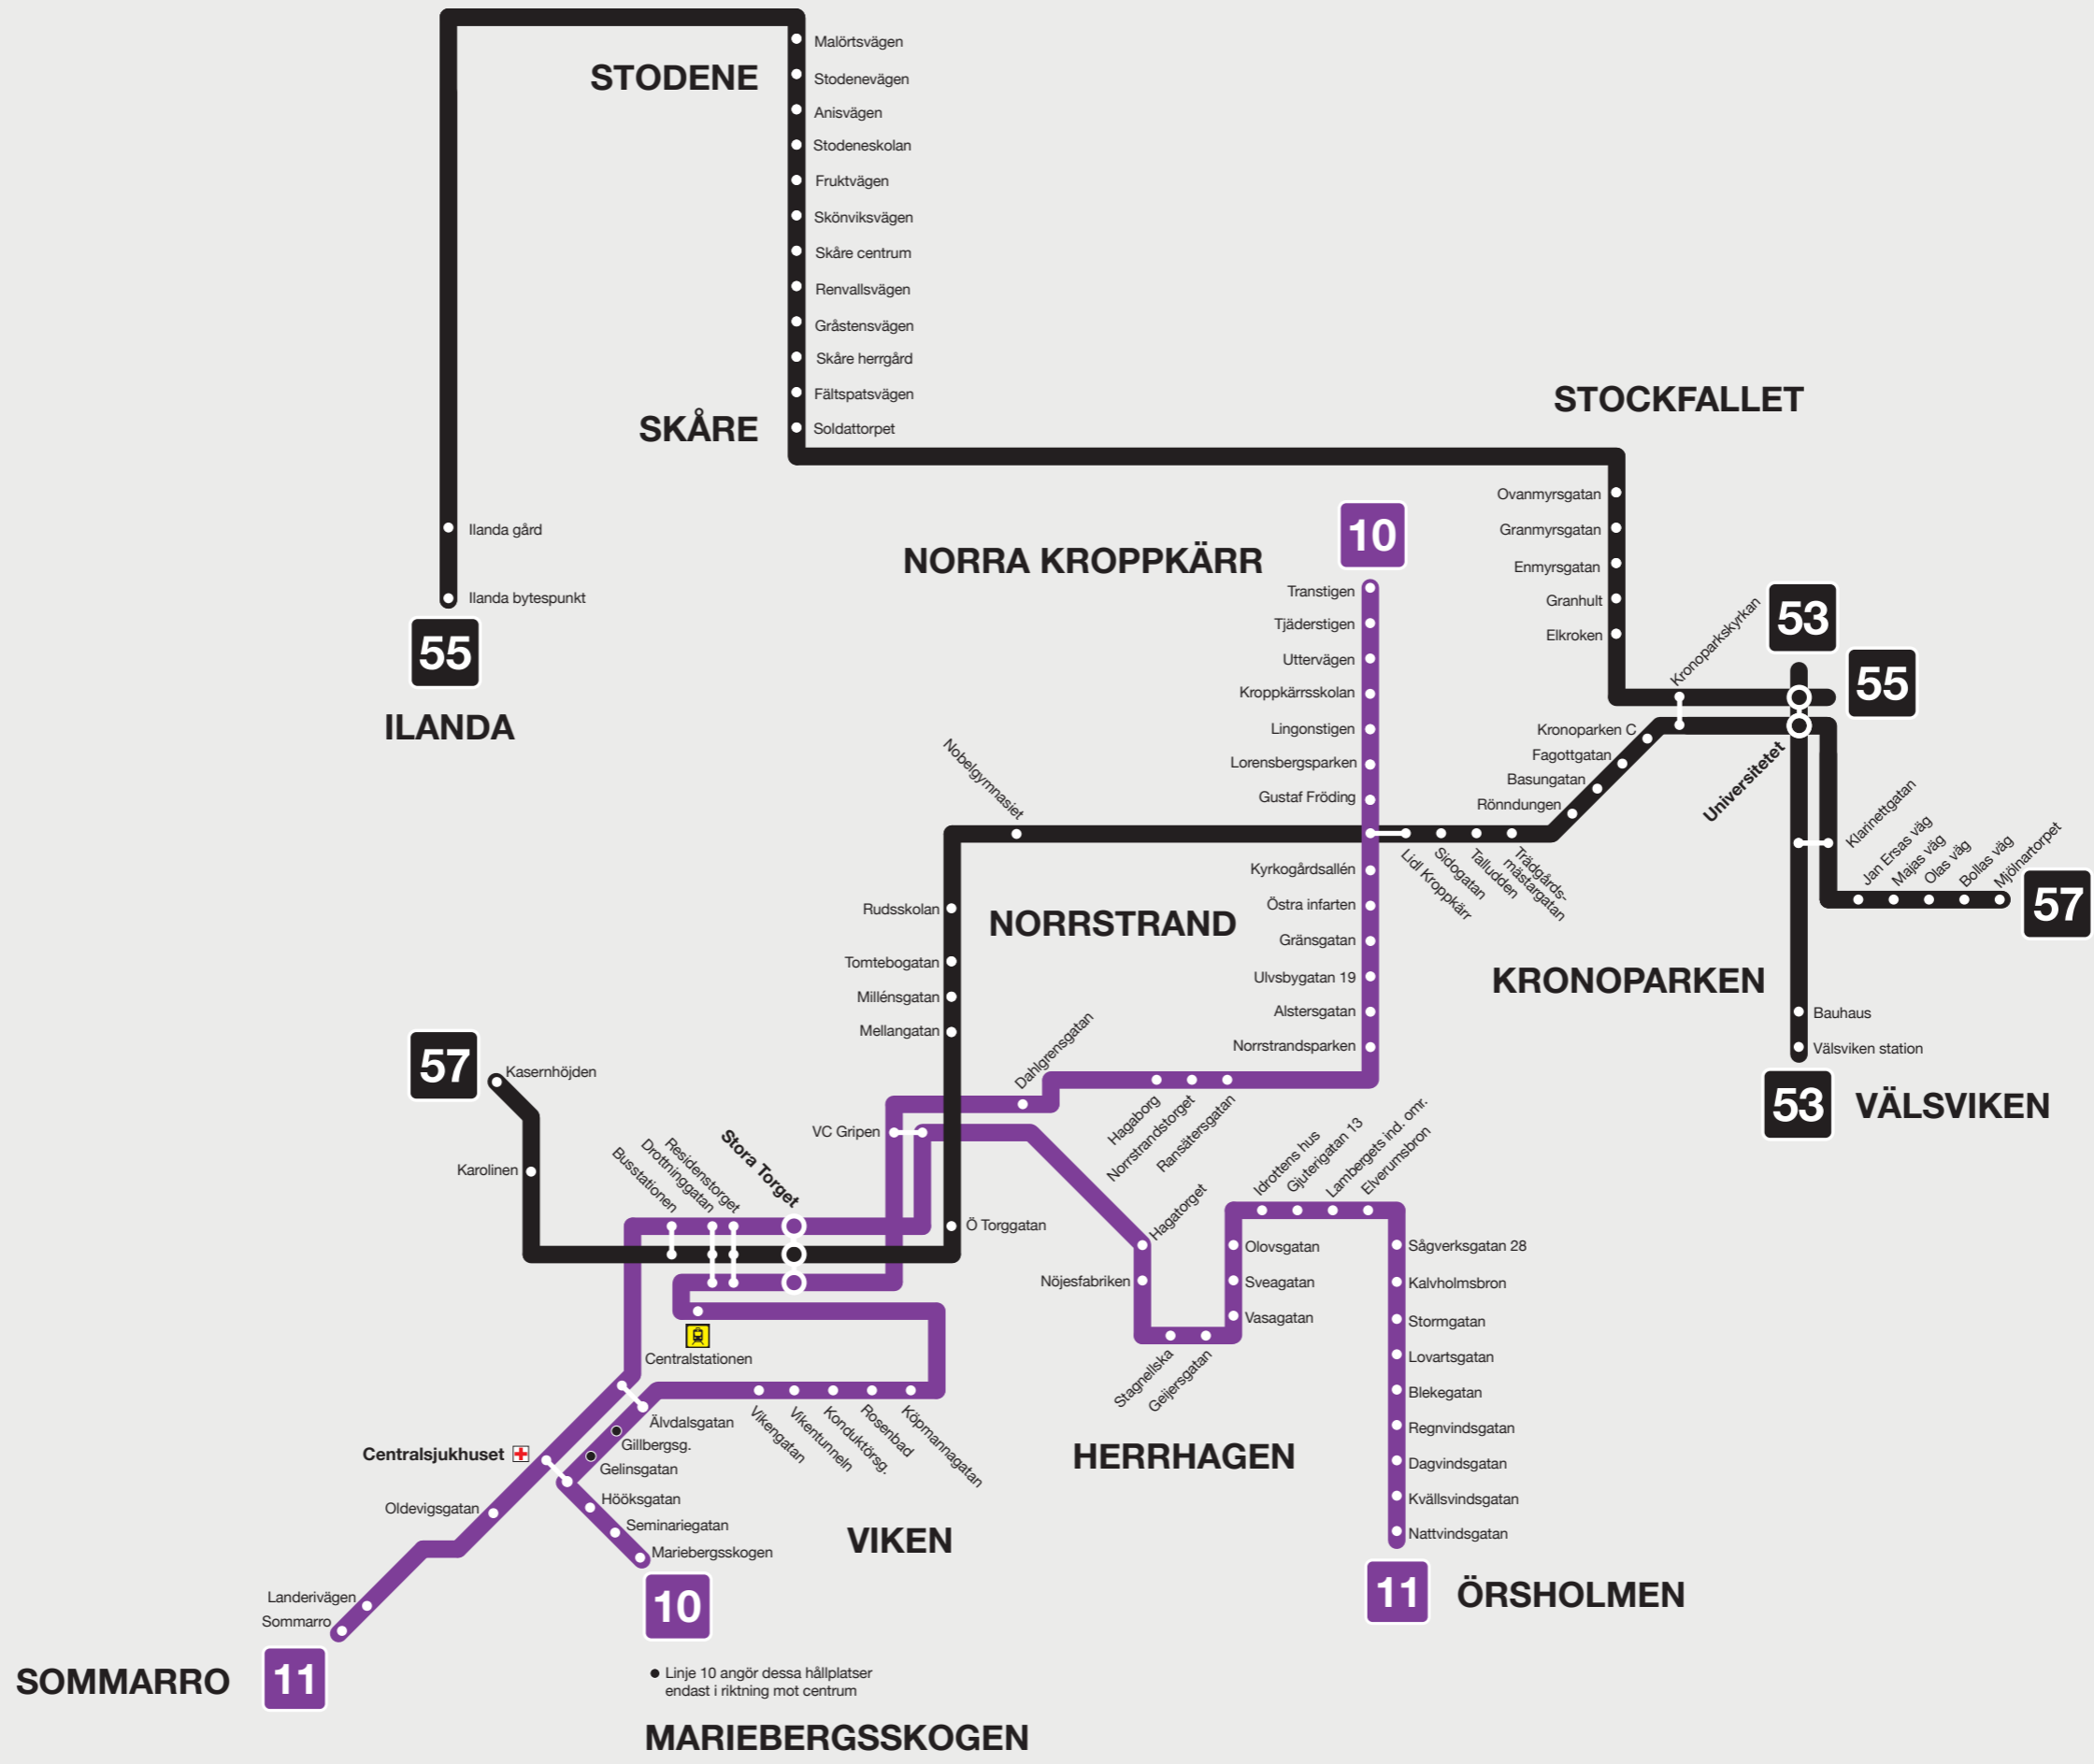 Malörtsvägen
STODENE
Stodenevägen
Anisvägen
Stodeneskolan
Fruktvägen
Skönviksvägen
Skåre centrum
Renvallsvägen
Gråstensvägen
Skåre herrgård
Fältspatsvägen
SKÅRE
Soldattorpet
STOCKFALLET
Ilanda gård
Ilanda bytespunkt
55
ILANDA
Ovanmyrsgatan
Granmyrsgatan
Enmyrsgatan
Granhult
Elkroken
Kronoparkskyrkan
53
55
NORRA KROPPKÄRR
10
Transtigen
Tjäderstigen
Uttervägen
Kroppkärrsskolan
Lingonstigen
Lorensbergsparken
Gustaf Fröding
Kronoparken C
Fagottgatan
Basungatan
Rönndungen
Universitetet
Nobelgymnasiet
Lidl Kroppkärr
Sidogatan
Talludden
Trädgårds-
mästargatan
Klarinettgatan
Jan Ersas väg
Majas väg
Olas väg
Bollas väg
Mjölnartorpet
57
Kyrkogårdsallén
Östra infarten
Gränsgatan
Ulvsbygatan 19
Alstersgatan
Norrstrandsparken
Rudsskolan
NORRSTRAND
Tomtebogatan
Millénsgatan
Mellangatan
KRONOPARKEN
Bauhaus
Välsviken station
53
VÄLSVIKEN
57
Kasernhöjden
Karolinen
Busstationen
Drottninggatan
Residenstorget
Stora Torget
VC Gripen
Dahlgrensgatan
Hagaborg
Norrstrandstorget
Ransätersgatan
Ö Torggatan
Hagatorget
Nöjesfabriken
Stagnellska
Geijersgatan
Olovsgatan
Sveagatan
Vasagatan
Idrottens hus
Gjuterigatan 13
Lambergets ind. omr.
Elverumsbron
Sågverksgatan 28
Kalvholmsbron
Stormgatan
Lovartsgatan
Blekegatan
Regnvindsgatan
Dagvindsgatan
Kvällsvindsgatan
Nattvindsgatan
11
ÖRSHOLMEN
HERRHAGEN
Centralstationen
Älvdalsgatan
Gillbergsg.
Gelinsgatan
Vikengatan
Vikentunneln
Konduktörsg.
Rosenbad
Köpmannagatan
VIKEN
Centralsjukhuset
Oldevigsgatan
Hööksgatan
Seminariegatan
Mariebergsskogen
10
Landerivägen
Sommarro
SOMMARRO
11
Linje 10 angör dessa hållplatser
endast i riktning mot centrum
MARIEBERGSSKOGEN